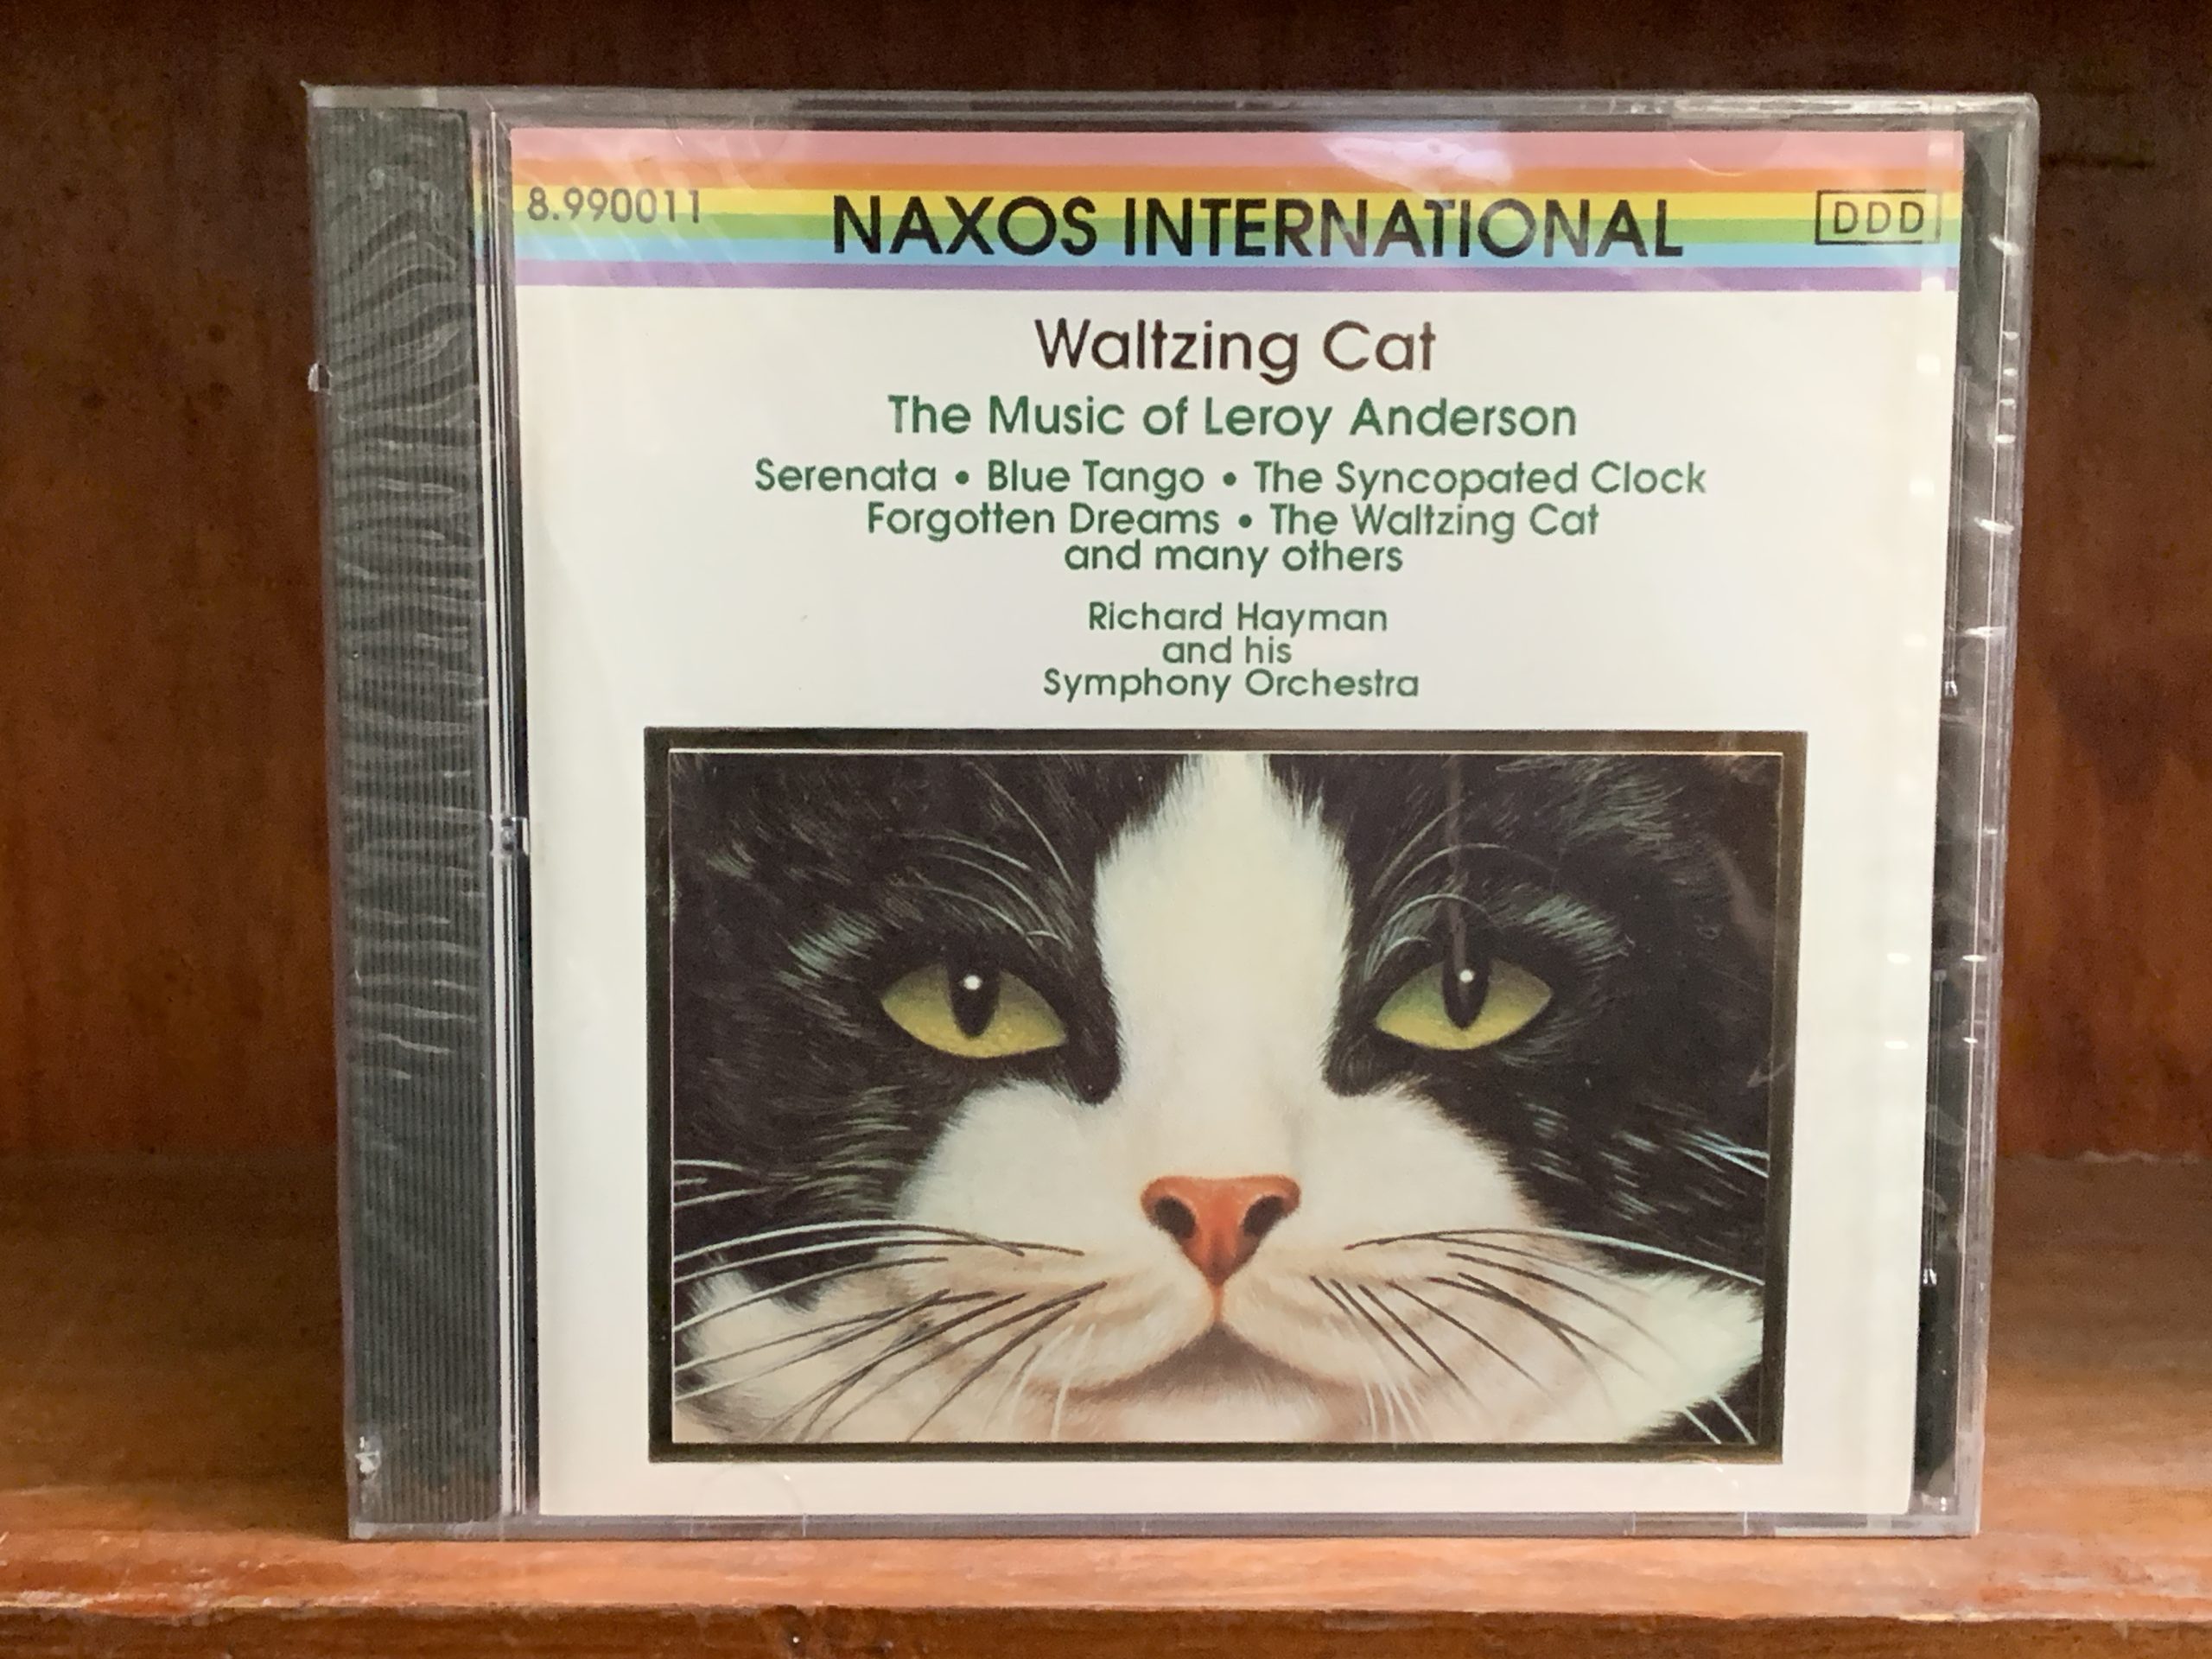 8.990011
NAXOS INTERNATIONAL
DDD
Waltzing Cat
The Music of Leroy Anderson
Serenata • Blue Tango • The Syncopated Clock
Forgotten Dreams • The Waltzing Cat
and many others
Richard Hayman
and his
Symphony Orchestra